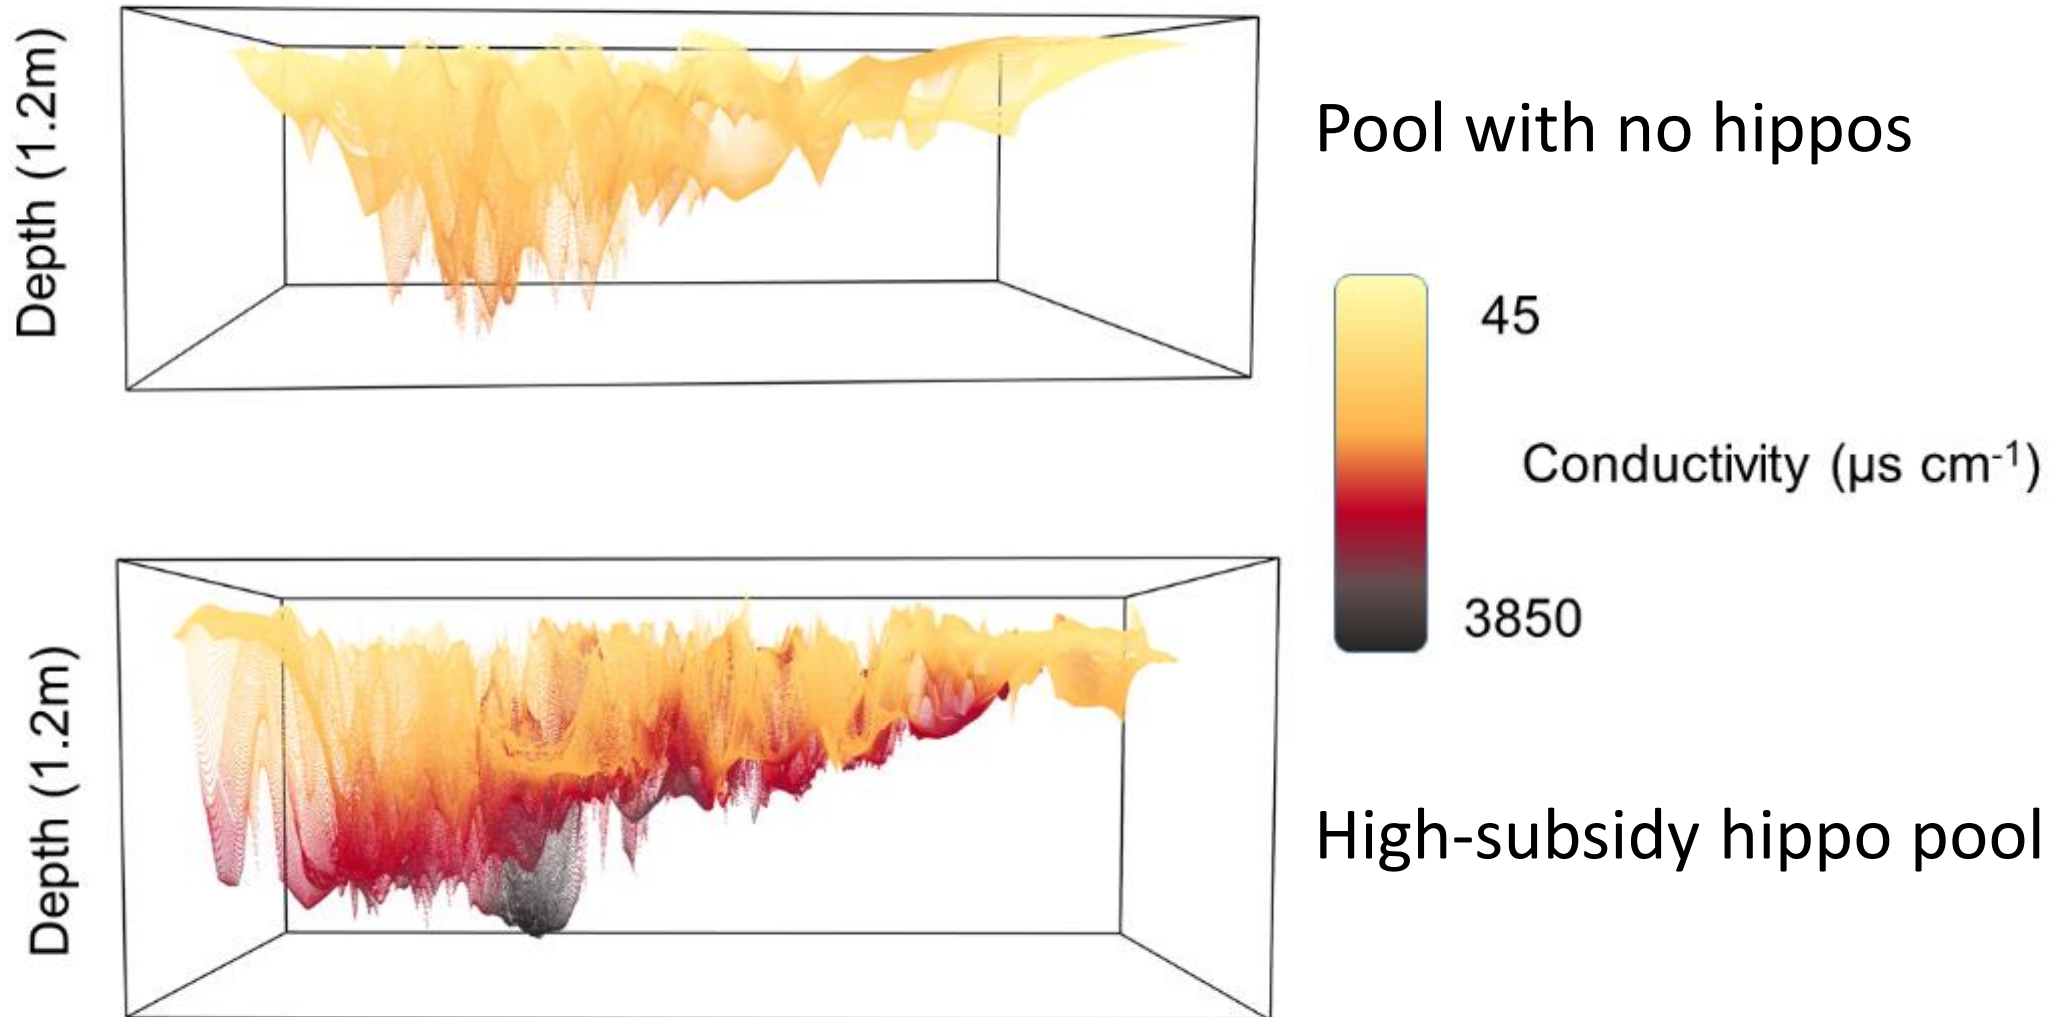 Depth (1.2m)
Pool with no hippos
45
Conductivity (µs cm-1)
3850
Depth (1.2m)
High-subsidy hippo pool